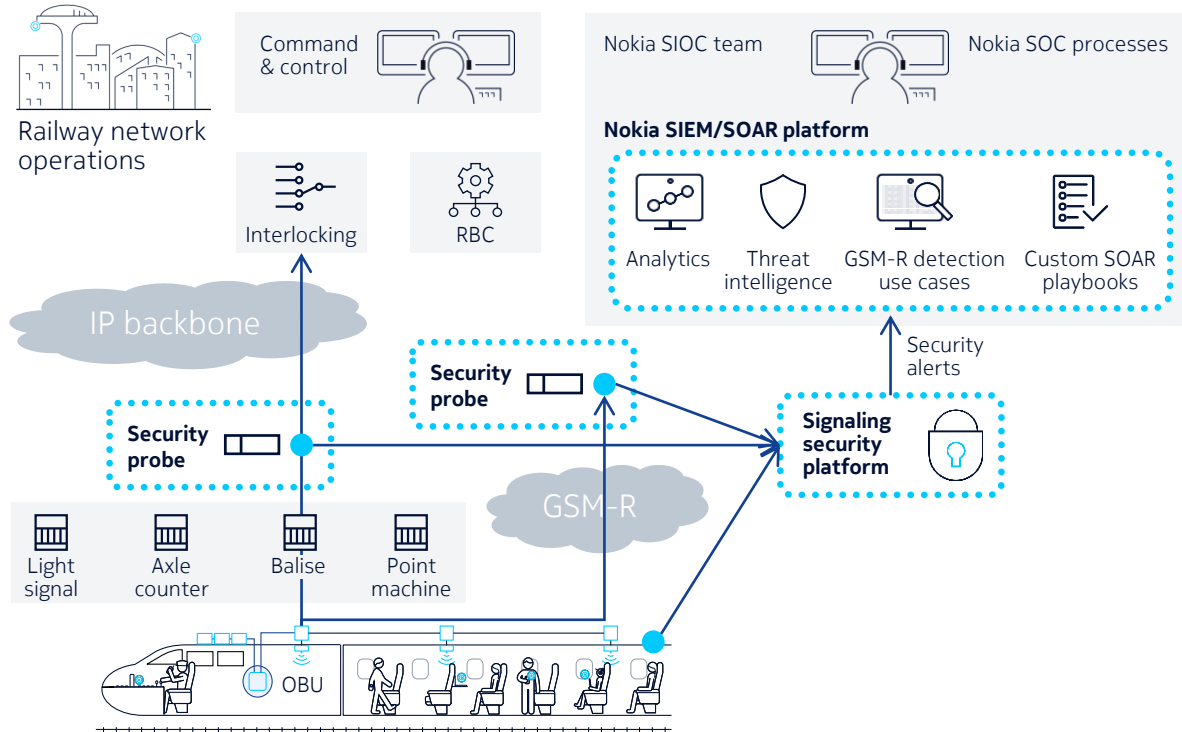 Railway network
operations
Command
& control
Nokia SIOC team
Nokia SOC processes
Nokia SIEM/SOAR platform
Interlocking
RBC
Analytics
Threat
intelligence
GSM-R detection
use cases
Custom SOAR
playbooks
IP backbone
Security
alerts
Security
probe
Security
probe
Signaling
security
platform
GSM-R
Light
signal
Axle
counter
Balise
Point
machine
OBU